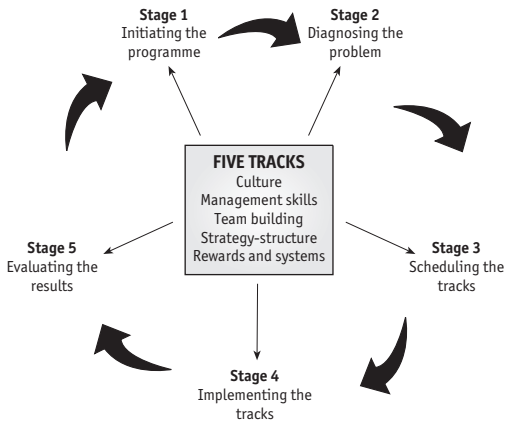 Stage 1
Initiating the
programme
Stage 2
Diagnosing the
problem
FIVE TRACKS
Culture
Management skills
Team building
Strategy-structure
Rewards and systems
Stage 3
Scheduling the
tracks
Stage 4
Implementing the
tracks
Stage 5
Evaluating the
results